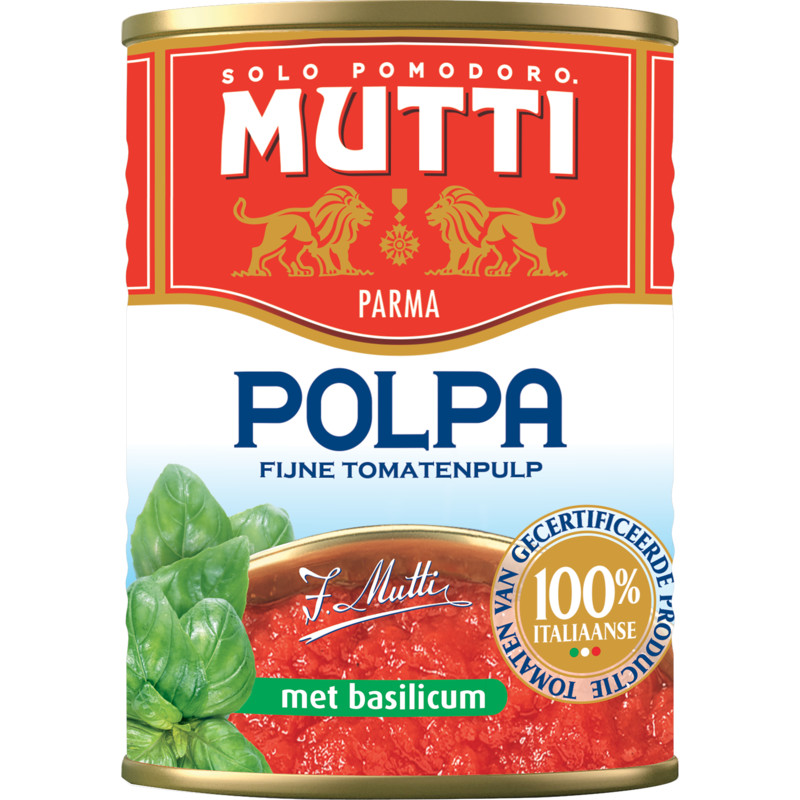 SOLO POMODORO.
MUTTI
PARMA
POLPA
FIJNE TOMATENPULP
J. Mutti
100%
ITALIAANSE
TOMATEN VAN GECERTIFICEERDE PRODUCTIE
met basilicum